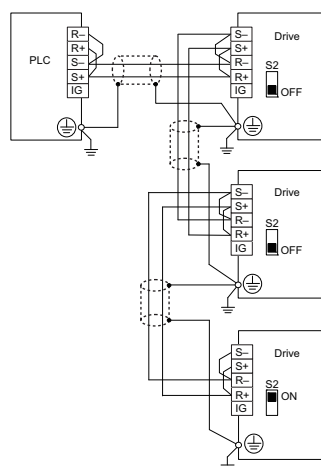 PLC
R–
R+
S–
S+
IG
S–
S+
R–
R+
IG
Drive
S2
OFF
S–
S+
R–
R+
IG
Drive
S2
OFF
S–
S+
R–
R+
IG
Drive
S2
ON